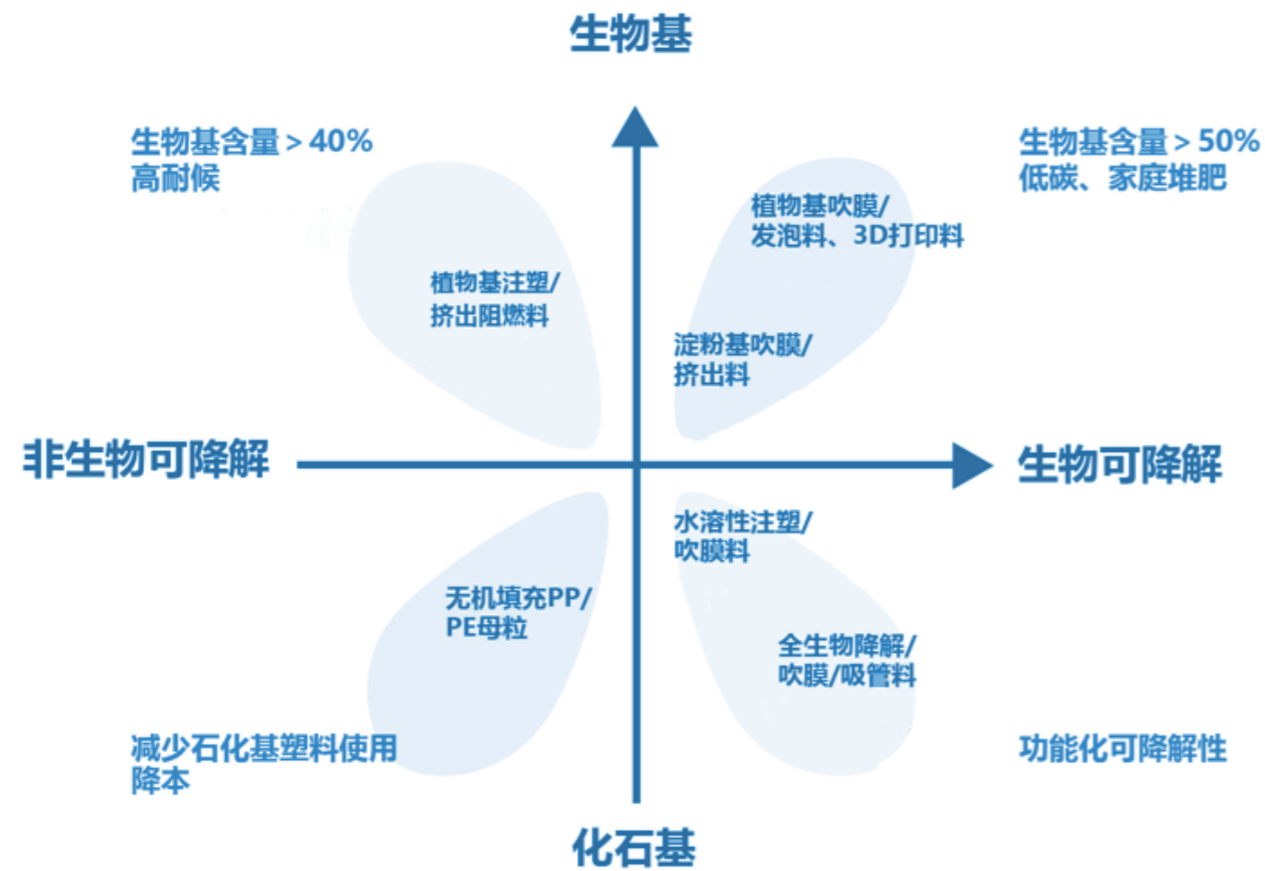 生物基
生物基含量＞40%
高耐候
生物基含量＞50%
低碳、家庭堆肥
植物基吹膜/
发泡料、3D打印料
植物基注塑/
挤出阻燃料
淀粉基吹膜/
挤出料
非生物可降解
生物可降解
水溶性注塑/
吹膜料
无机填充PP/
PE母粒
全生物降解/
吹膜/吸管料
减少石化基塑料使用
降本
功能化可降解性
化石基